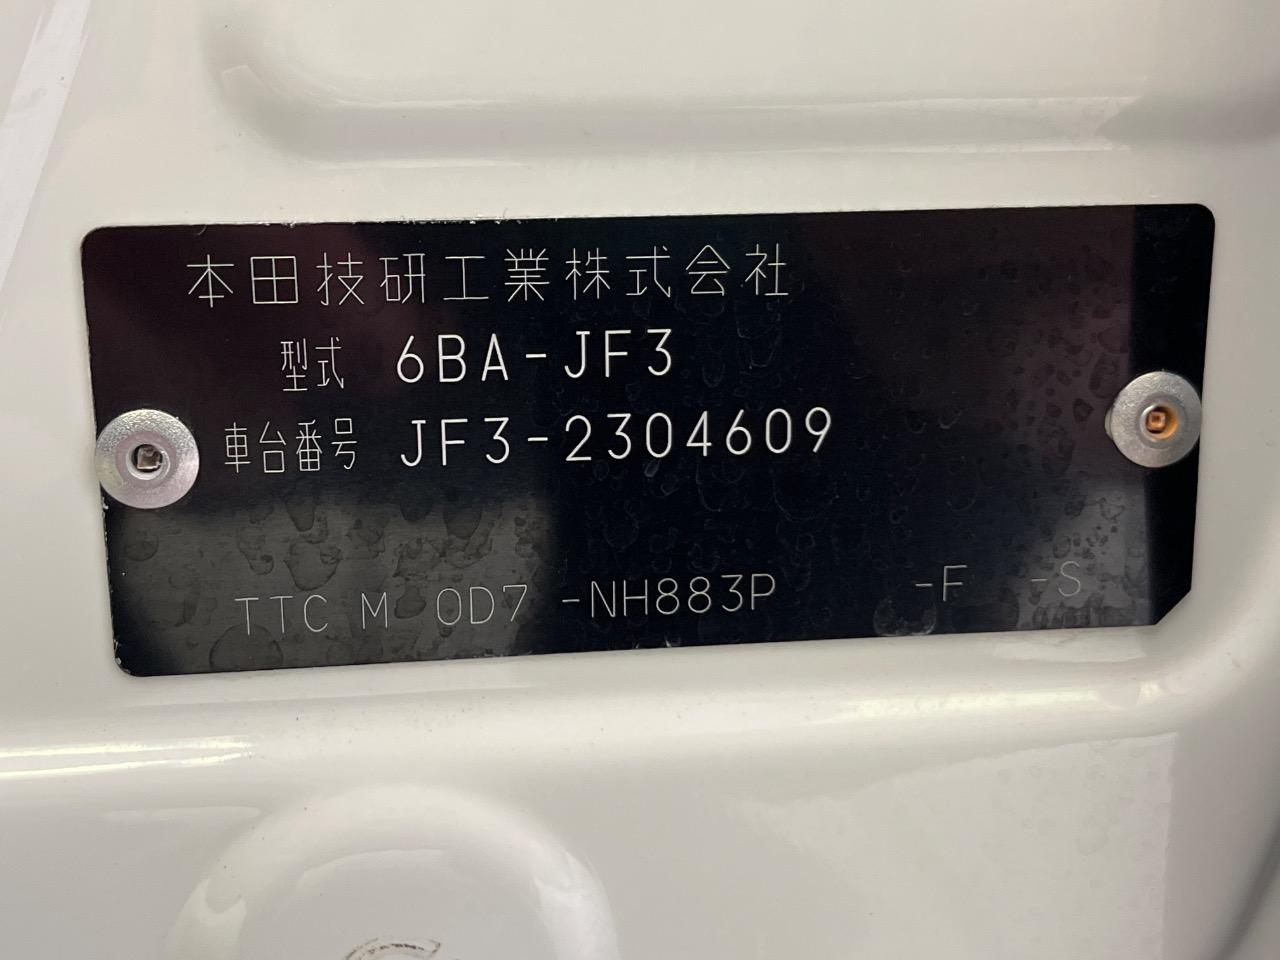 本田技研工業株式会社
型式 6BA-JF3
車台番号 JF3-2304609
TTC M 0D7 -NH883P -F -S